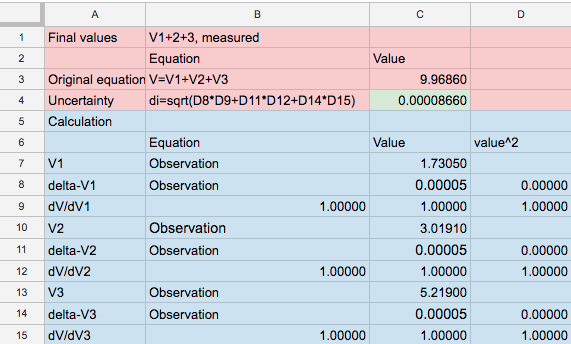 A B C D
1 Final values V1+2+3, measured
2 Equation Value
3 Original equation V=V1+V2+V3 9.96860
4 Uncertainty di=sqrt(D8*D9+D11*D12+D14*D15) 0.00008660
5 Calculation
6 Equation Value value^2
7 V1 Observation 1.73050
8 delta-V1 Observation 0.00005 0.00000
9 dV/dV1 1.00000 1.00000 1.00000
10 V2 Observation 3.01910
11 delta-V2 Observation 0.00005 0.00000
12 dV/dV2 1.00000 1.00000 1.00000
13 V3 Observation 5.21900
14 delta-V3 Observation 0.00005 0.00000
15 dV/dV3 1.00000 1.00000 1.00000